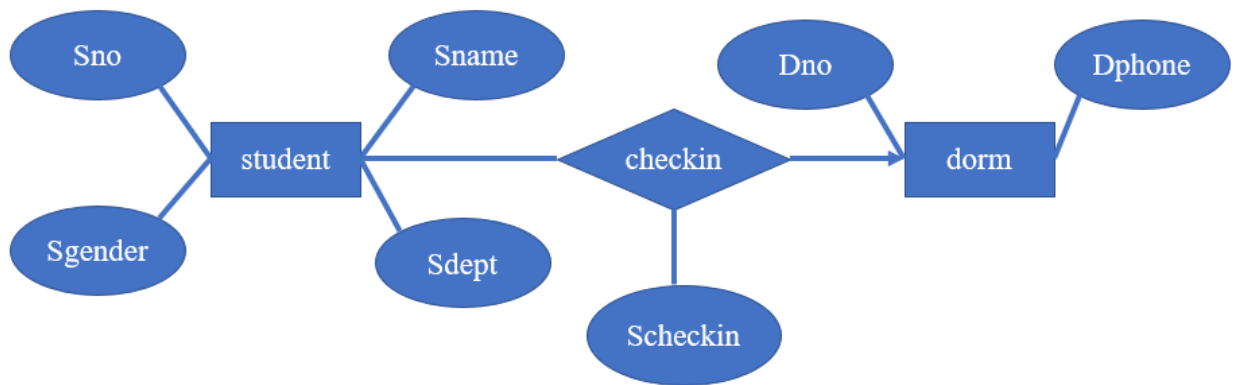 Sno
Sname
Dno
Dphone
student
checkin
dorm
Sgender
Sdept
Scheckin